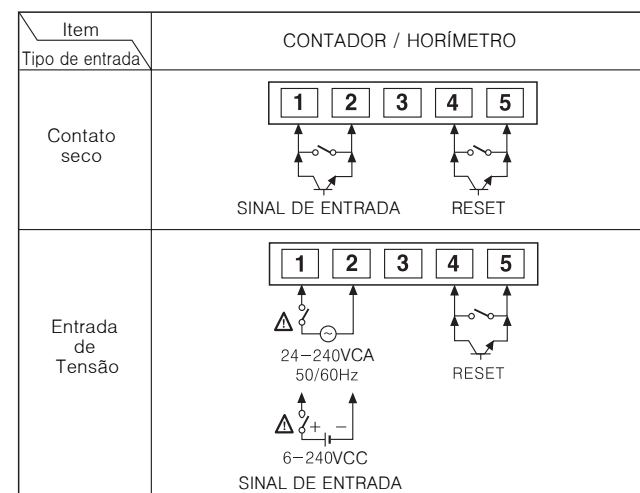 Item
Tipo de entrada
CONTADOR / HORÍMETRO
Contato
seco
1 2 3 4 5
SINAL DE ENTRADA RESET
Entrada
de
Tensão
1 2 3 4 5
24-240VCA
50/60Hz
RESET
+ -
6-240VCC
SINAL DE ENTRADA